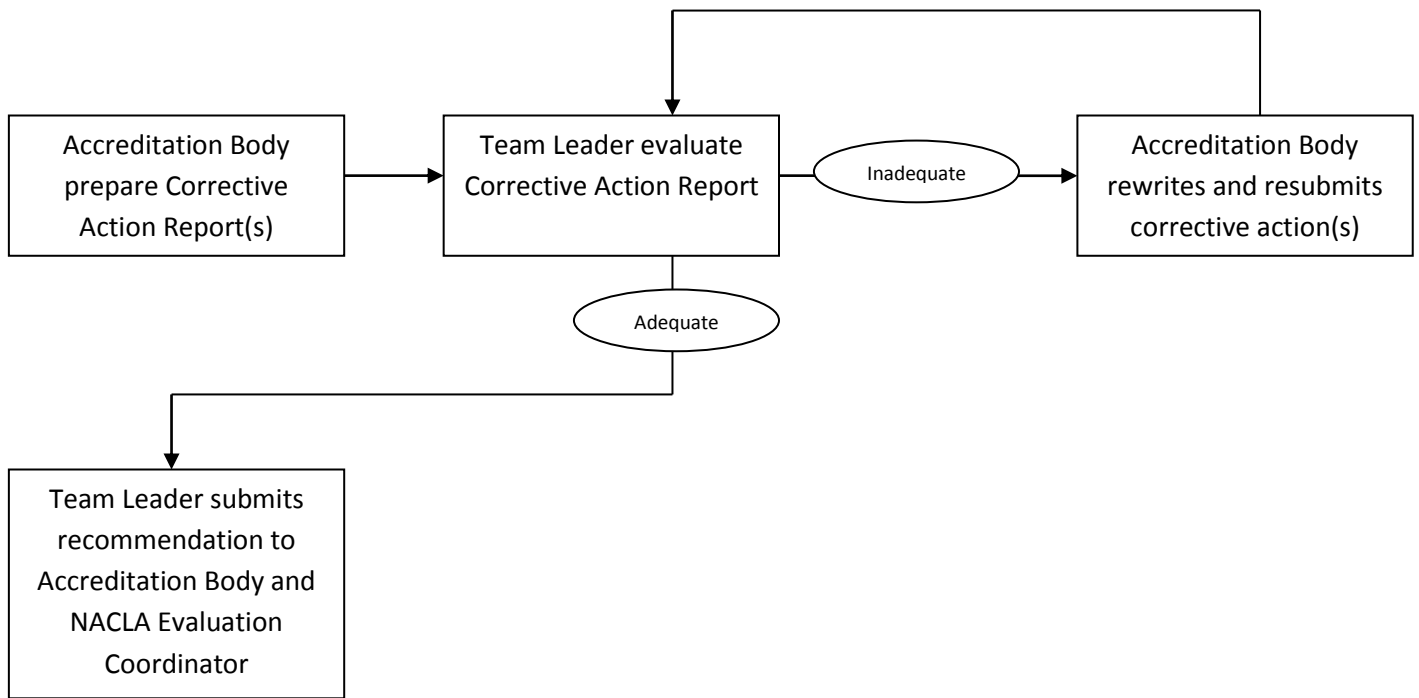 Accreditation Body
prepare Corrective
Action Report(s)
Team Leader evaluate
Corrective Action Report
Inadequate
Accreditation Body
rewrites and resubmits
corrective action(s)
Adequate
Team Leader submits
recommendation to
Accreditation Body and
NACLA Evaluation
Coordinator